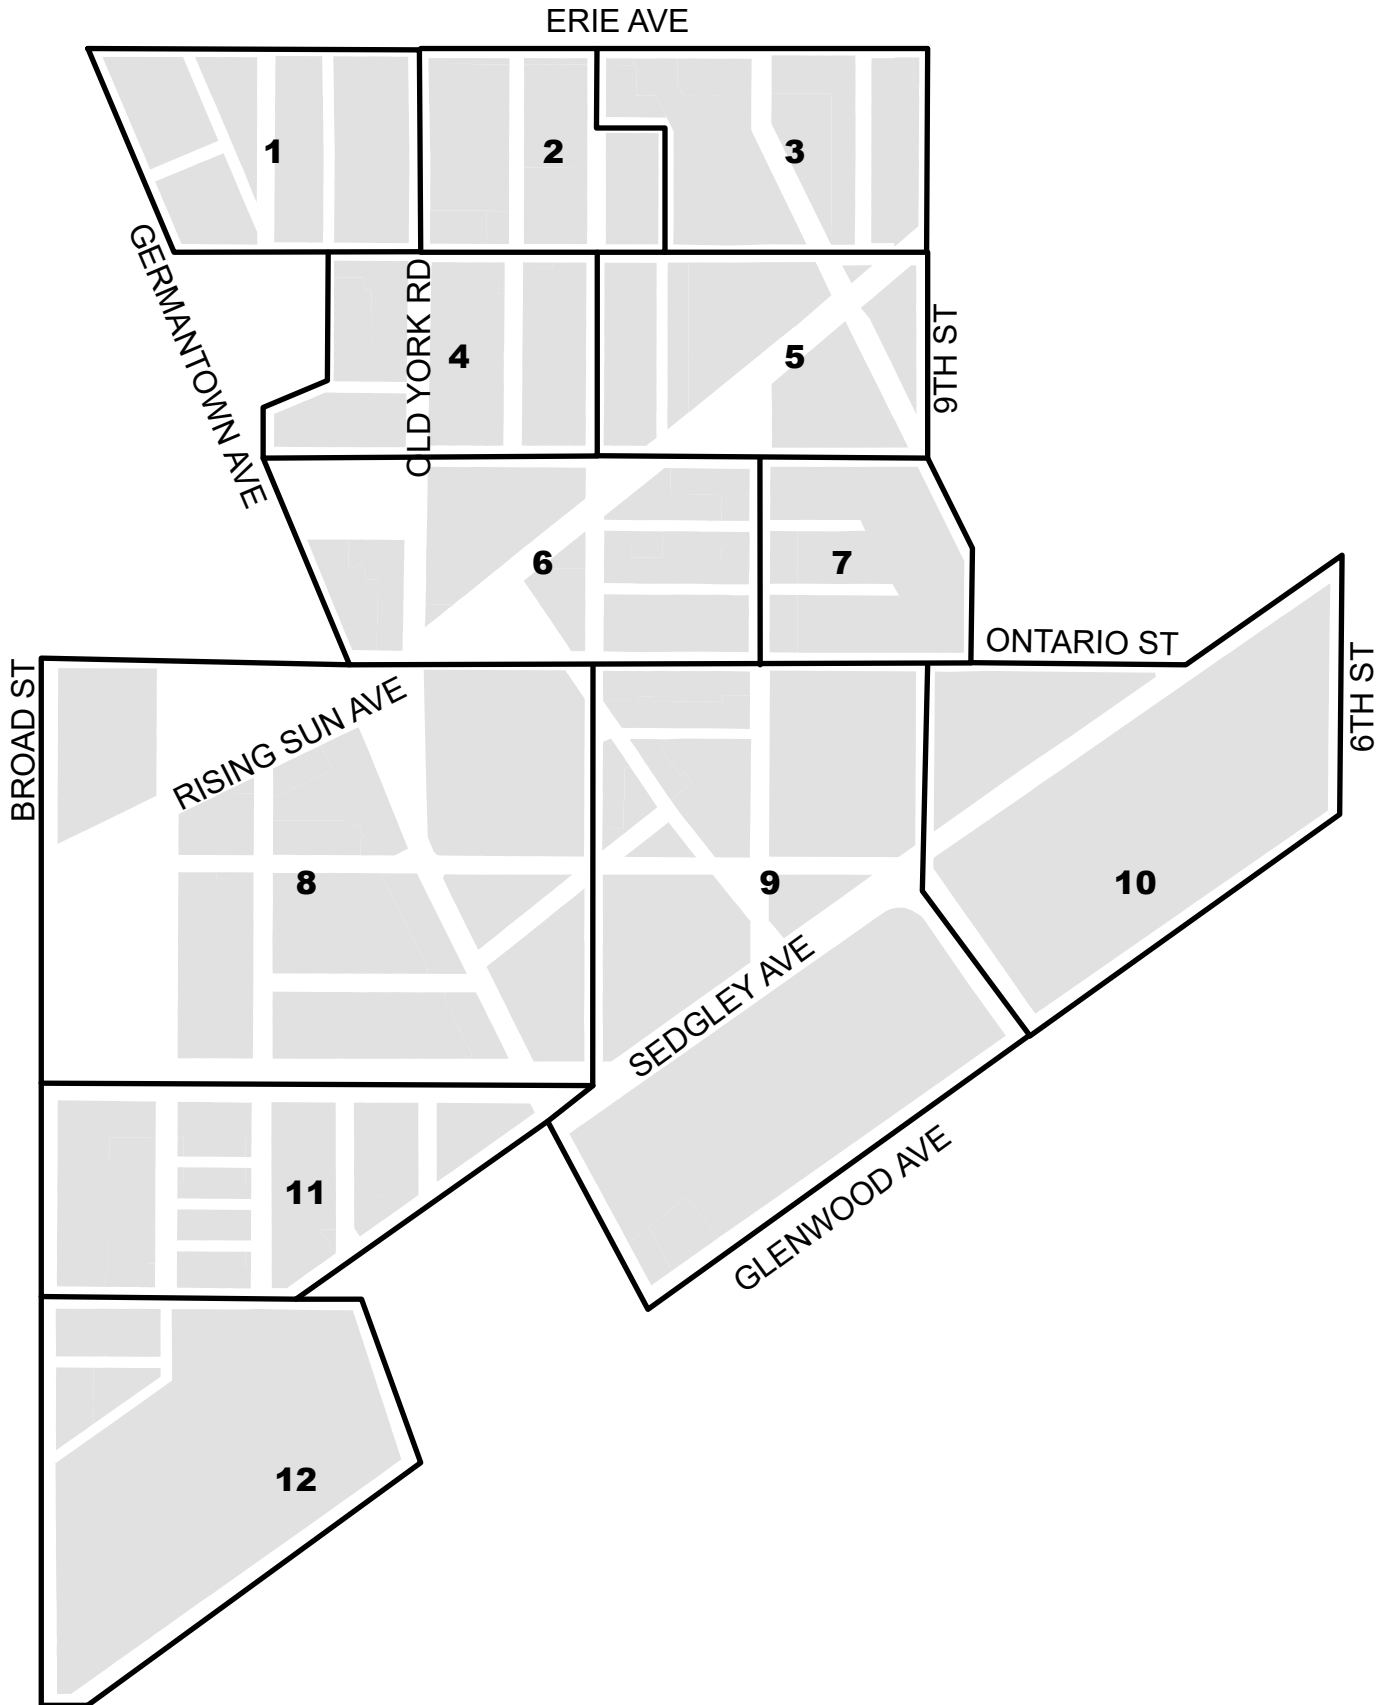 ERIE AVE
1
2
3
GERMANTOWN AVE
OLD YORK RD
4
5
9TH ST
6
7
ONTARIO ST
6TH ST
BROAD ST
RISING SUN AVE
8
9
10
SEDGLEY AVE
GLENWOOD AVE
11
12